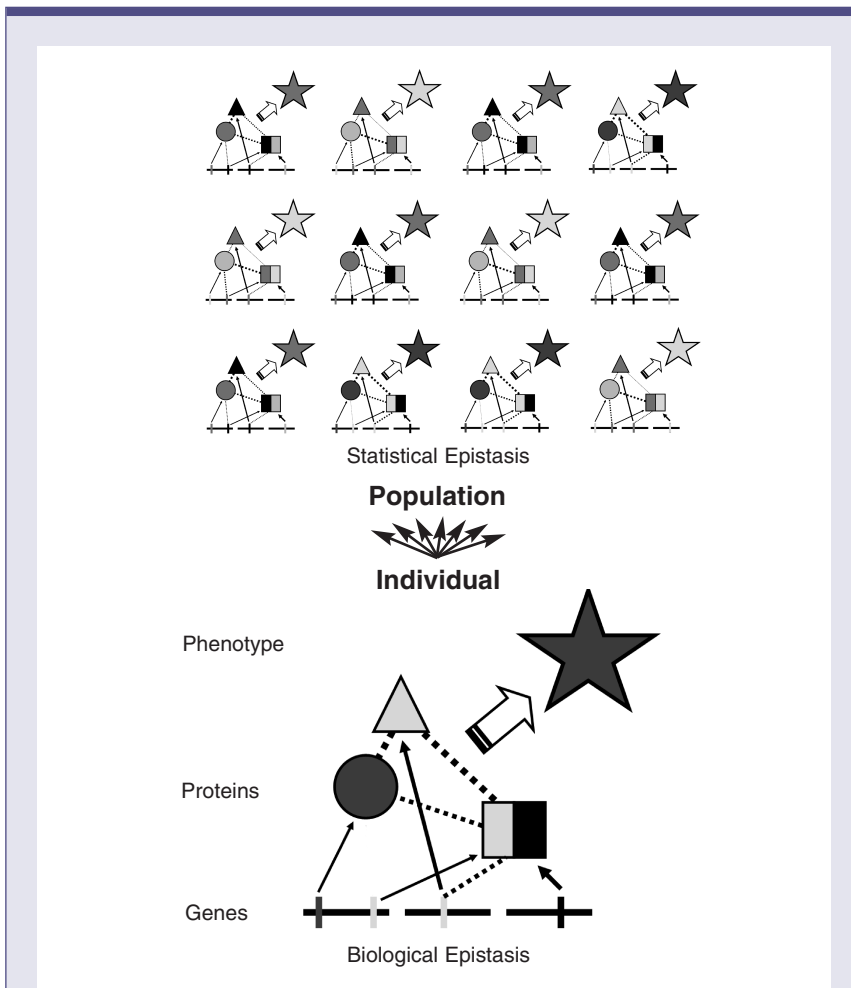 Statistical Epistasis
Population
Individual
Phenotype
Proteins
Genes
Biological Epistasis